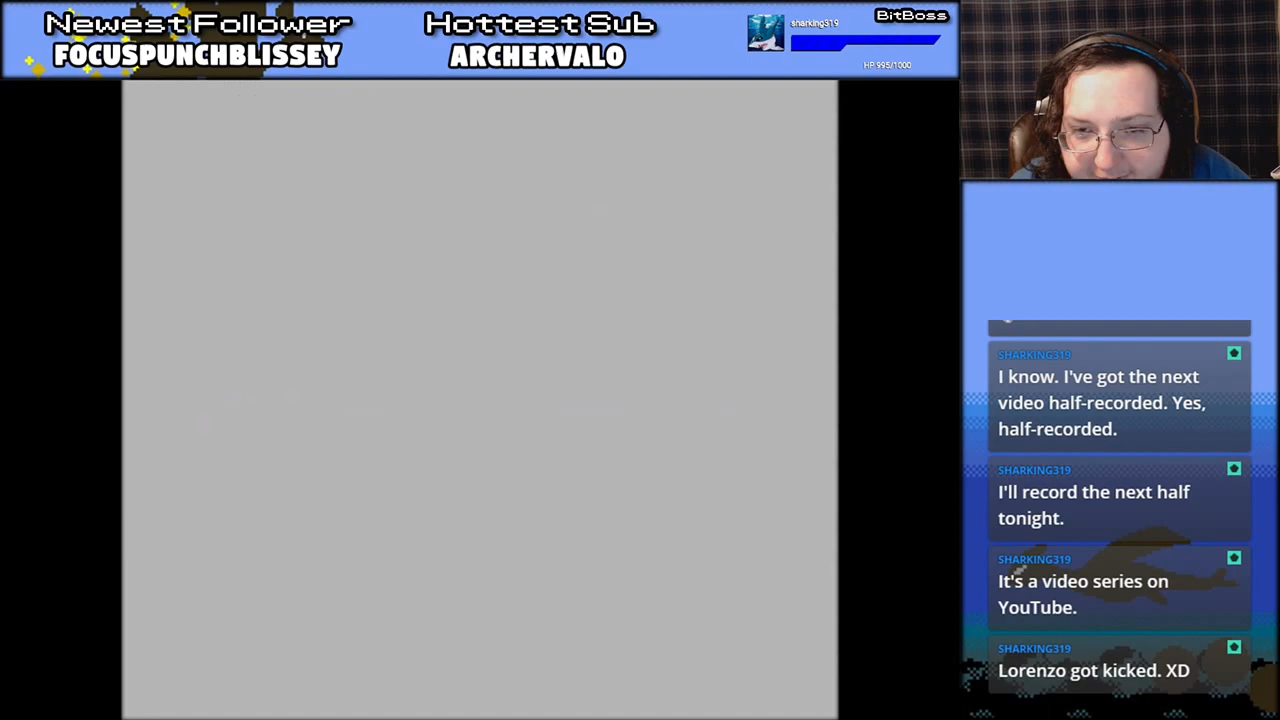 Newest Follower
FOCUSPUNCHBLISSEY
Hottest Sub
ARCHERVALO
sharking319
BitBoss
HP 995/1000
SHARKING319
I know. I've got the next
video half-recorded. Yes,
half-recorded.
SHARKING319
I'll record the next half
tonight.
SHARKING319
It's a video series on
YouTube.
SHARKING319
Lorenzo got kicked. XD